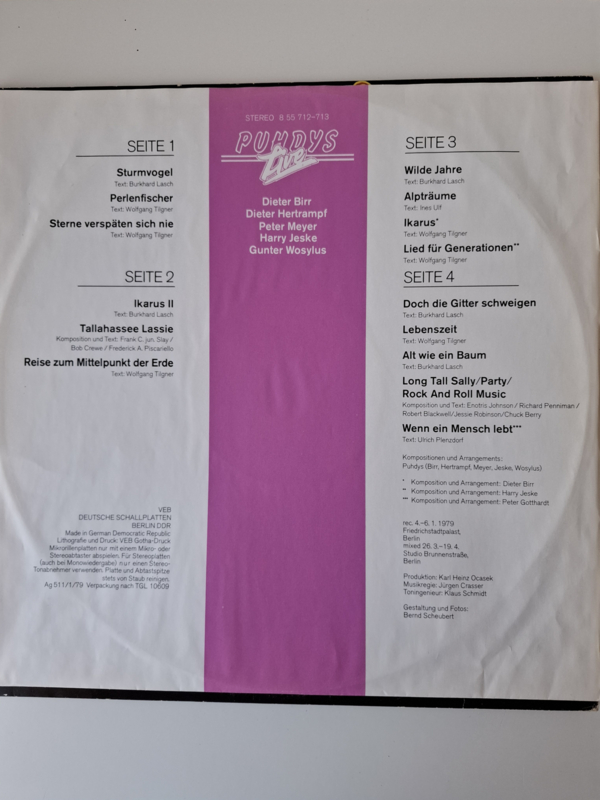 SEITE 1
Sturmvogel
Text: Burkhard Lasch
Perlenfischer
Text: Wolfgang Tilgner
Sterne verspäten sich nie
Text: Wolfgang Tilgner
SEITE 2
Ikarus II
Text: Burkhard Lasch
Tallahassee Lassie
Komposition und Text: Frank C. jun. Slay /
Bob Crewe / Frederick A. Piscariello
Reise zum Mittelpunkt der Erde
Text: Wolfgang Tilgner
VEB
DEUTSCHE SCHALLPLATTEN
BERLIN DDR
Made in German Democratic Republic
Lithografie und Druck: VEB Gotha-Druck
Mikrorillenplatten nur mit einem Mikro- oder
Stereoabtaster abspielen. Für Stereoplatten
(auch bei Monowiedergabe) nur einen Stereo-
Tonabnehmer verwenden. Platte und Abtastspitze
stets von Staub reinigen.
Ag 511/1/79 Verpackung nach TGL 10609
STEREO 8 55 712-713
PUHDYS
Live
Dieter Birr
Dieter Hertrampf
Peter Meyer
Harry Jeske
Gunter Wosylus
SEITE 3
Wilde Jahre
Text: Burkhard Lasch
Alpträume
Text: Ines Ulf
Ikarus*
Text: Wolfgang Tilgner
Lied für Generationen**
Text: Wolfgang Tilgner
SEITE 4
Doch die Gitter schweigen
Text: Burkhard Lasch
Lebenszeit
Text: Wolfgang Tilgner
Alt wie ein Baum
Text: Burkhard Lasch
Long Tall Sally/Party/
Rock And Roll Music
Komposition und Text: Enotris Johnson / Richard Penniman /
Robert Blackwell/Jessie Robinson/Chuck Berry
Wenn ein Mensch lebt***
Text: Ulrich Plenzdorf
Kompositionen und Arrangements:
Puhdys (Birr, Hertrampf, Meyer, Jeske, Wosylus)
* Komposition und Arrangement: Dieter Birr
** Komposition und Arrangement: Harry Jeske
*** Komposition und Arrangement: Peter Gotthardt
rec. 4.-6. 1. 1979
Friedrichstadtpalast,
Berlin
mixed 26. 3.-19. 4.
Studio Brunnenstraße,
Berlin
Produktion: Karl Heinz Ocasek
Musikregie: Jürgen Crasser
Toningenieur: Klaus Schmidt
Gestaltung und Fotos:
Bernd Scheubert